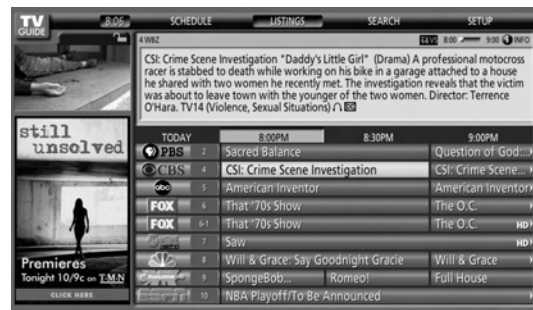 TV
GUIDE
8:05
SCHEDULE
LISTINGS
SEARCH
SETUP
4 WBZ
8:00
9:00
INFO
CSI: Crime Scene Investigation "Daddy's Little Girl" (Drama) A professional motocross
racer is stabbed to death while working on his bike in a garage attached to a house
he shared with two women he recently met. The investigation reveals that the victim
was about to leave town with the younger of the two women. Director: Terrence
O'Hara. TV14 (Violence, Sexual Situations)
still
unsolved
Premieres
Tonight 10/9c on T-M-N
CLICK HERE
TODAY 8:00PM 8:30PM 9:00PM
PBS 2 Sacred Balance Question of God:...
CBS 4 CSI: Crime Scene Investigation CSI: Crime Scene...
abc 5 American Inventor American Inventor
FOX 6 That '70s Show The O.C.
FOX 6-1 That '70s Show The O.C. HD
7 Saw HD
8 Will & Grace: Say Goodnight Gracie Will & Grace
9 SpongeBob... Romeo! Full House
10 NBA Playoff/To Be Announced